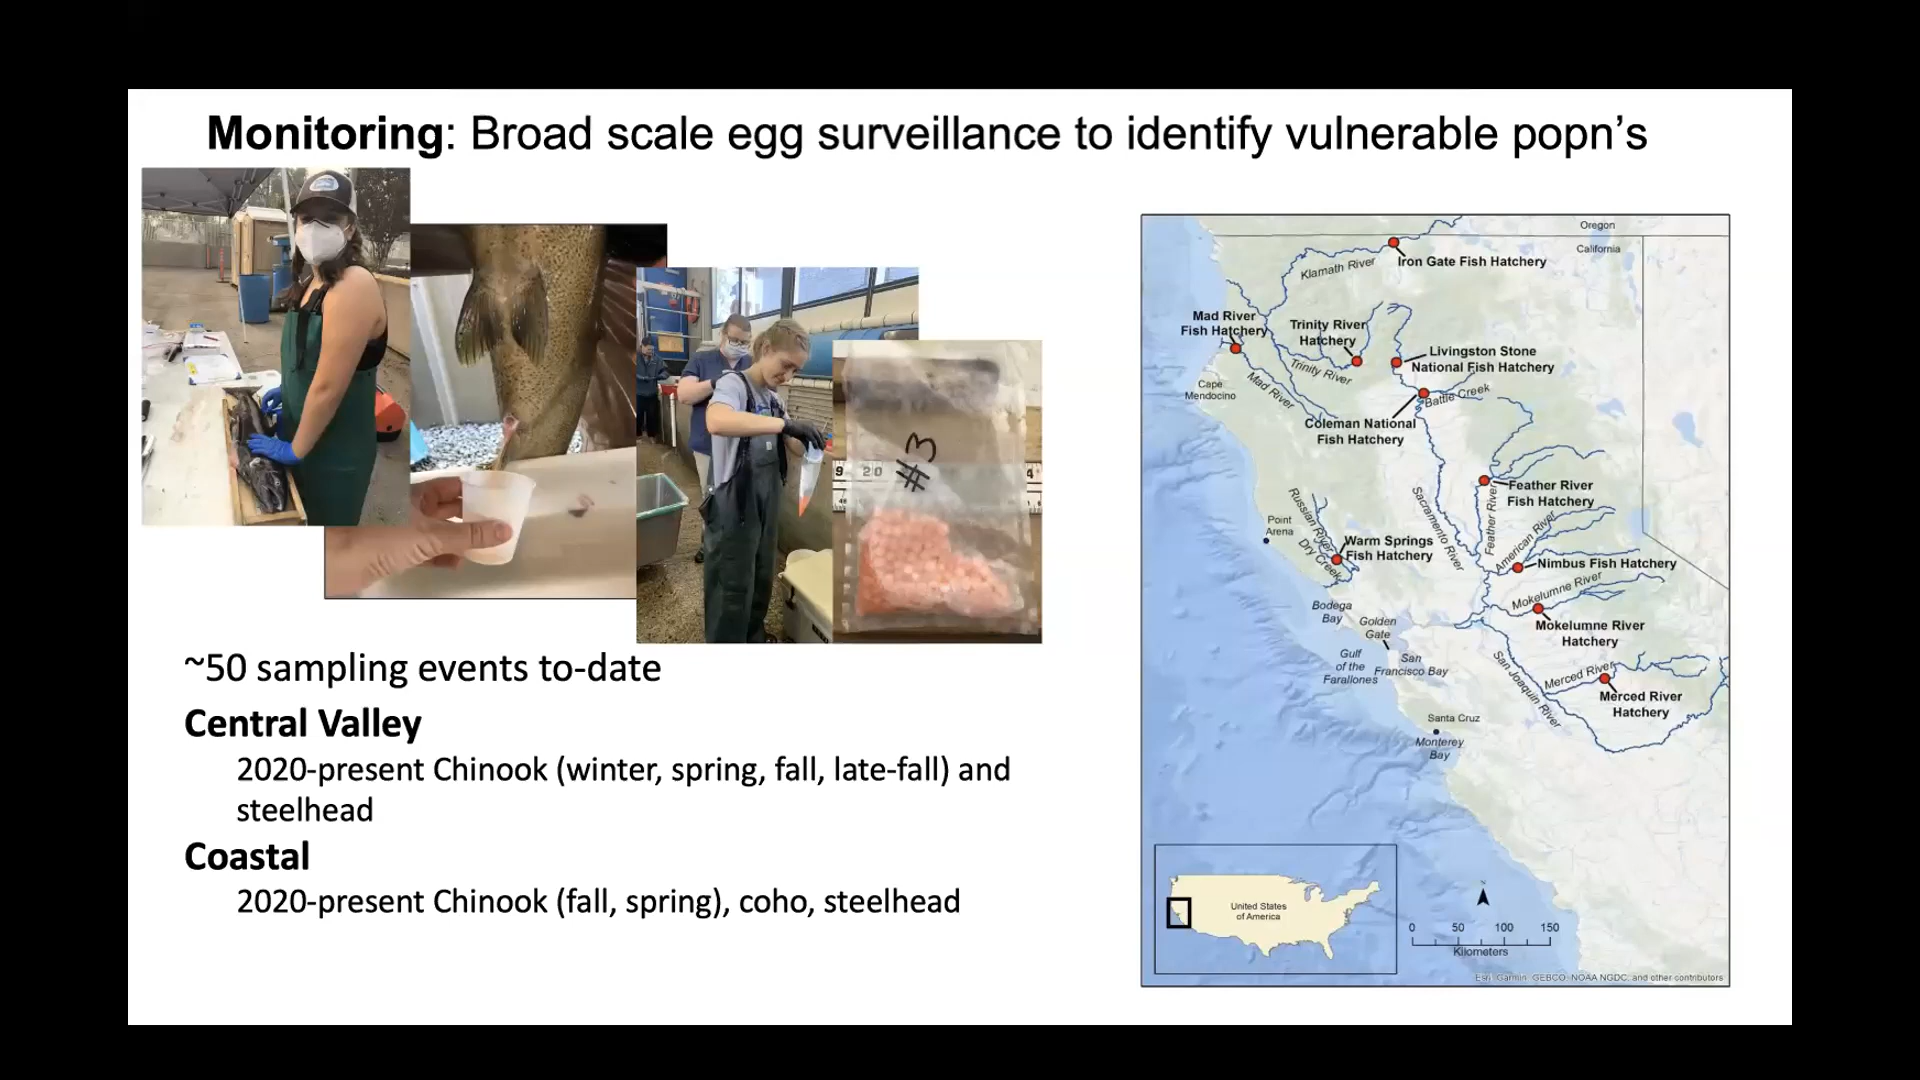 Monitoring: Broad scale egg surveillance to identify vulnerable popn's
#3
9
20
4
~50 sampling events to-date
Central Valley
2020-present Chinook (winter, spring, fall, late-fall) and
steelhead
Coastal
2020-present Chinook (fall, spring), coho, steelhead
Oregon
California
Iron Gate Fish Hatchery
Klamath River
Mad River
Fish Hatchery
Trinity River
Hatchery
Livingston Stone
National Fish Hatchery
Trinity River
Mad River
Cape
Mendocino
Battle Creek
Coleman National
Fish Hatchery
Feather River
Fish Hatchery
Sacramento River
Feather River
American River
Russian River
Point
Arena
Dry Creek
Warm Springs
Fish Hatchery
Nimbus Fish Hatchery
Mokelumne River
Mokelumne River
Hatchery
Bodega
Bay
Golden
Gate
Gulf
of the
Farallones
San
Francisco Bay
San Joaquin River
Merced River
Merced River
Hatchery
Santa Cruz
Monterey
Bay
United States
of America
N
0 50 100 150
Kilometers
Esri, Garmin, GEBCO, NOAA NGDC, and other contributors